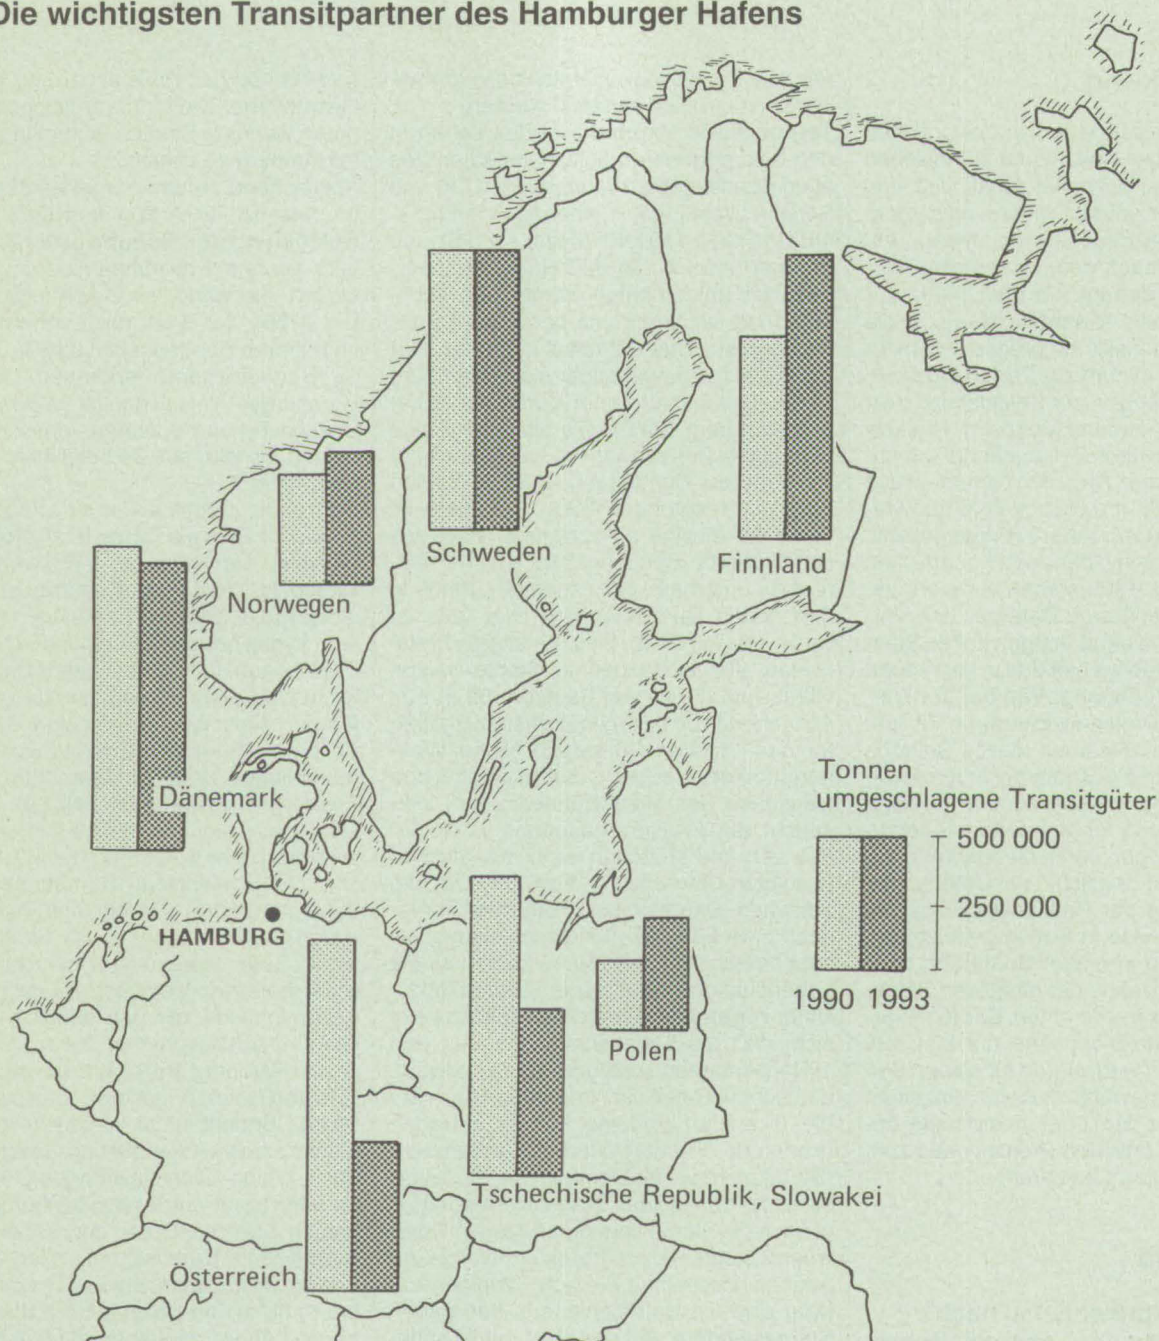 Die wichtigsten Transitpartner des Hamburger Hafens
Schweden
Finnland
Norwegen
Dänemark
Tonnen
umgeschlagene Transitgüter
500 000
250 000
1990 1993
HAMBURG
Polen
Tschechische Republik, Slowakei
Österreich